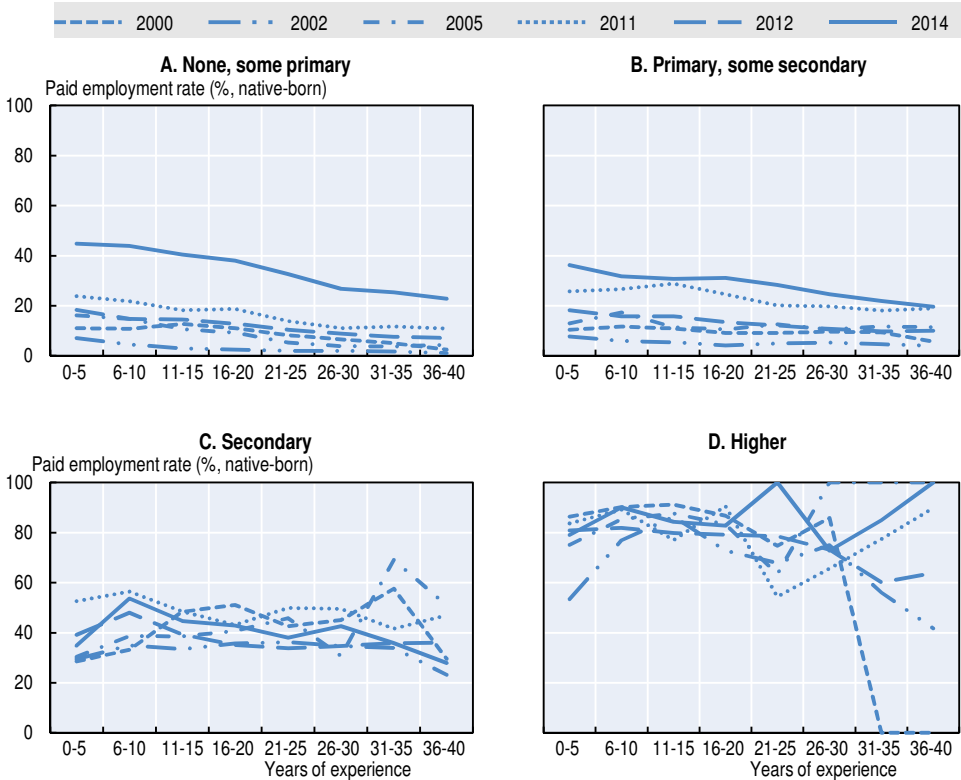 2000 2002 2005 2011 2012 2014
A. None, some primary
B. Primary, some secondary
Paid employment rate (%, native-born)
100
80
60
40
20
0
0-5 6-10 11-15 16-20 21-25 26-30 31-35 36-40
0-5 6-10 11-15 16-20 21-25 26-30 31-35 36-40
C. Secondary
D. Higher
Paid employment rate (%, native-born)
100
80
60
40
20
0
0-5 6-10 11-15 16-20 21-25 26-30 31-35 36-40
Years of experience
0-5 6-10 11-15 16-20 21-25 26-30 31-35 36-40
Years of experience